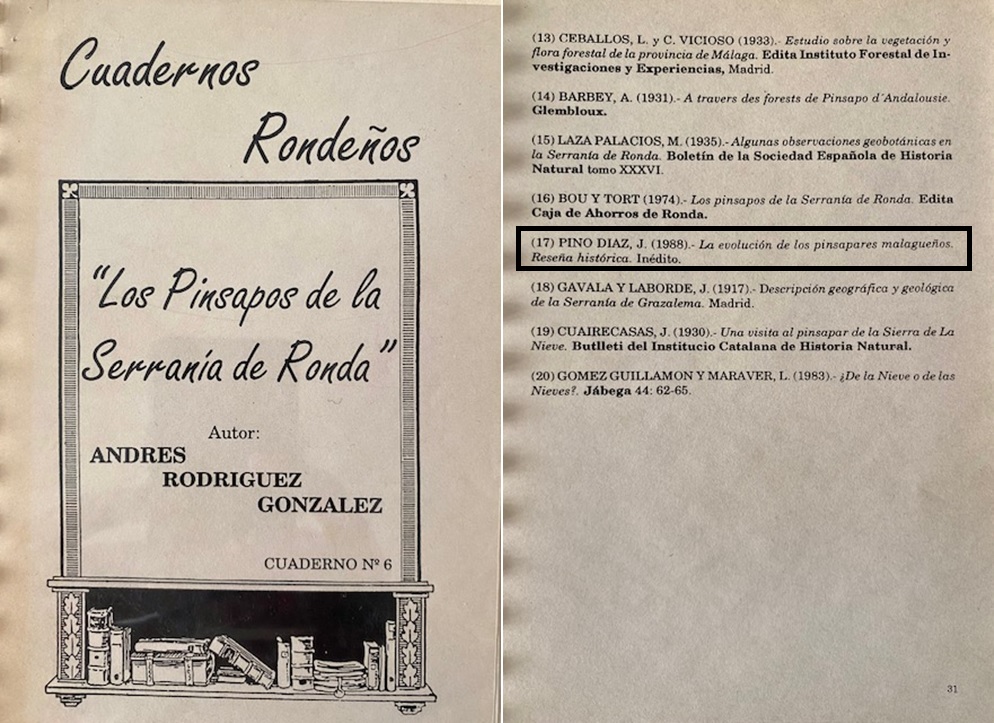 Cuadernos
Rondeños
"Los Pinsapos de la
Serranía de Ronda"
Autor:
ANDRES
RODRIGUEZ
GONZALEZ
CUADERNO Nº 6
(13) CEBALLOS, L. y C. VICIOSO (1933).- Estudio sobre la vegetación y
flora forestal de la provincia de Málaga. Edita Instituto Forestal de In-
vestigaciones y Experiencias, Madrid.
(14) BARBEY, A. (1931).- A travers des forests de Pinsapo d´Andalousie.
Glembloux.
(15) LAZA PALACIOS, M. (1935).- Algunas observaciones geobotánicas en
la Serranía de Ronda. Boletín de la Sociedad Española de Historia
Natural tomo XXXVI.
(16) BOU Y TORT (1974).- Los pinsapos de la Serranía de Ronda. Edita
Caja de Ahorros de Ronda.
(17) PINO DIAZ, J. (1988).- La evolución de los pinsapares malagueños.
Reseña histórica. Inédito.
(18) GAVALA Y LABORDE, J. (1917).- Descripción geográfica y geológica
de la Serranía de Grazalema. Madrid.
(19) CUAIRECASAS, J. (1930).- Una visita al pinsapar de la Sierra de La
Nieve. Butlleti del Institucio Catalana de Historia Natural.
(20) GOMEZ GUILLAMON Y MARAVER, L. (1983).- ¿De la Nieve o de las
Nieves?. Jábega 44: 62-65.
31